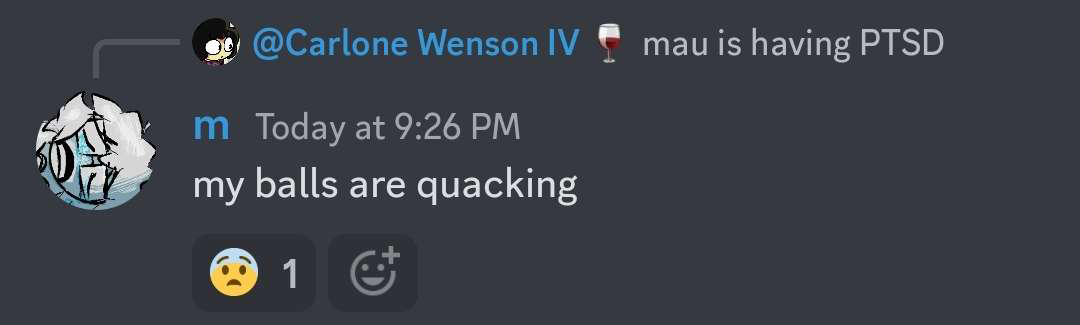 @Carlone Wenson IV 🍷 mau is having PTSD
m Today at 9:26 PM
my balls are quacking
😨 1